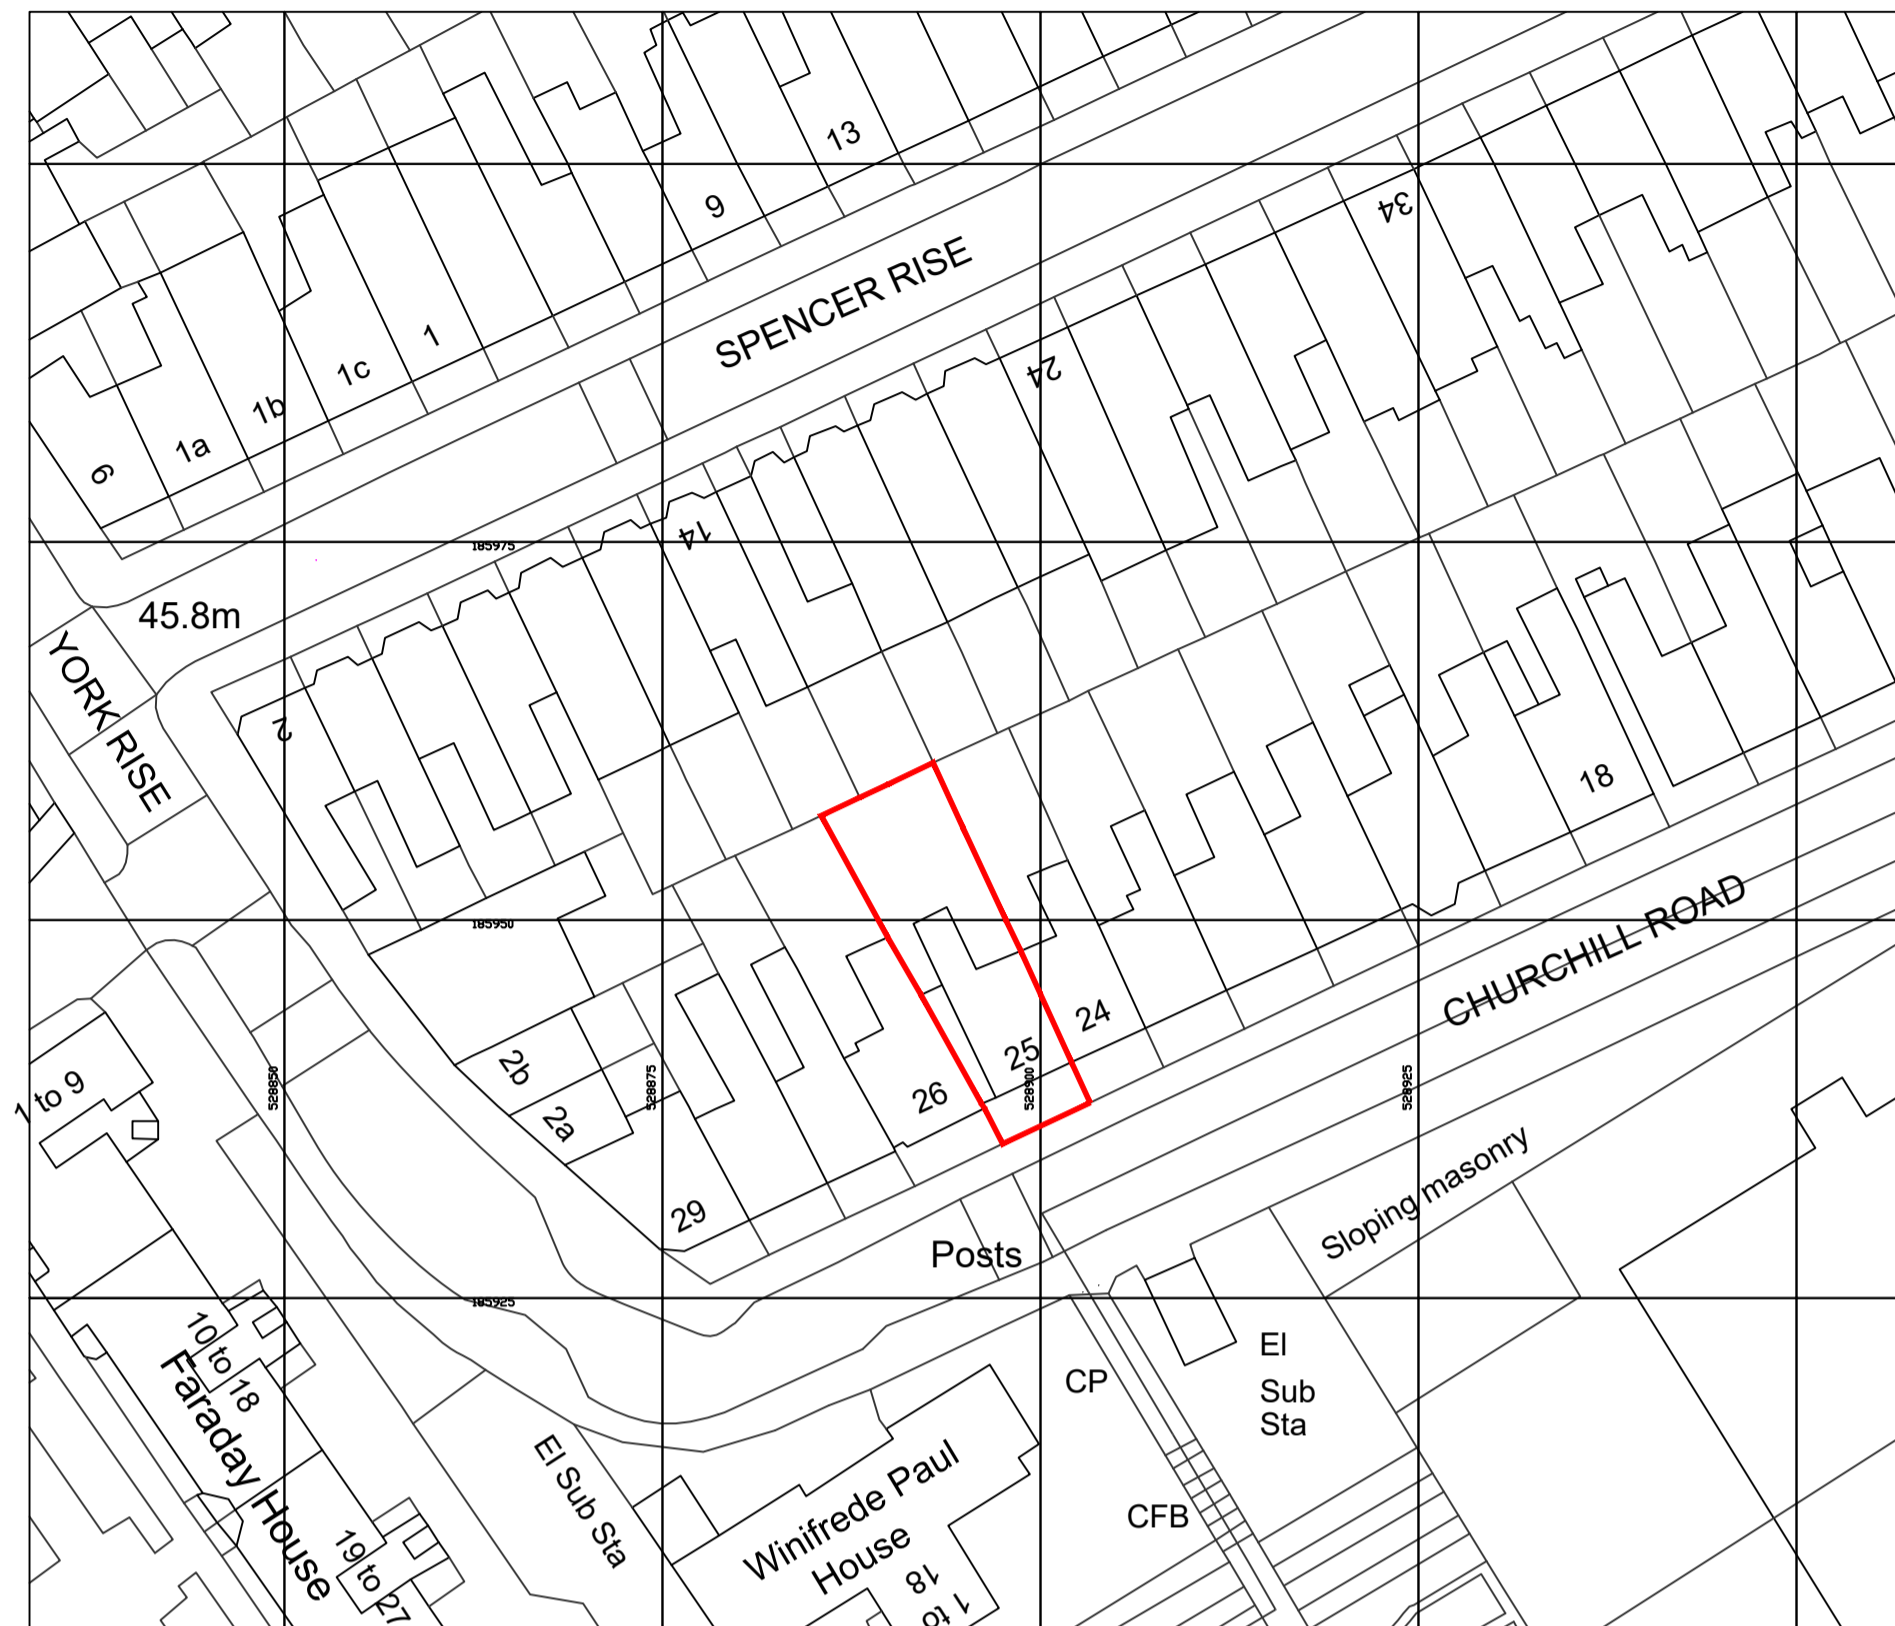 13
9
34
SPENCER RISE
1
1c
1b
1a
6
24
14
185975
45.8m
YORK RISE
2
18
CHURCHILL ROAD
185950
24
25
26
2b
2a
29
1 to 9
528850
528875
528900
528925
Sloping masonry
Posts
185925
10 to 18
Faraday House
19 to 27
El Sub Sta
Winifrede Paul
House
1 to
18
CP
CFB
El
Sub
Sta